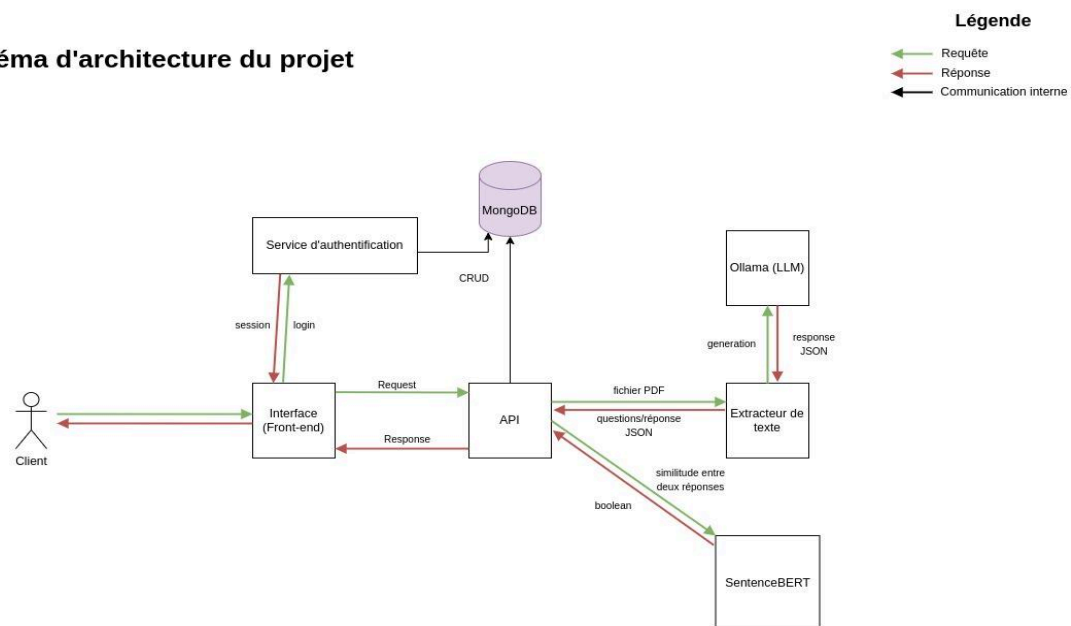 Légende
Requête
Réponse
Communication interne
éma d'architecture du projet
MongoDB
Service d'authentification
CRUD
Ollama (LLM)
session
login
generation
response
JSON
Client
Interface
(Front-end)
Request
Response
API
fichier PDF
questions/réponse
JSON
Extracteur de
texte
similitude entre
deux réponses
boolean
SentenceBERT